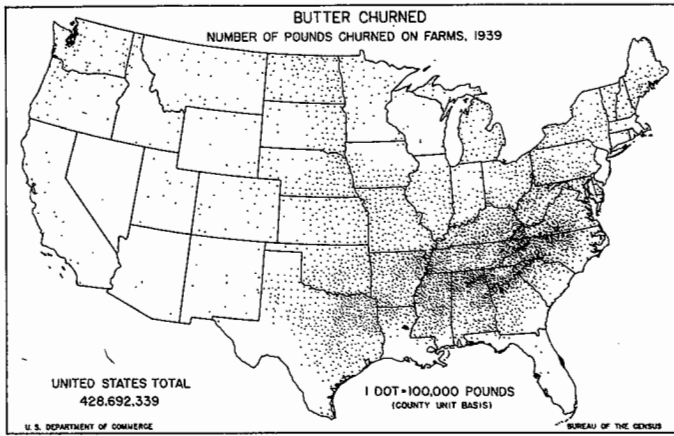 BUTTER CHURNED
NUMBER OF POUNDS CHURNED ON FARMS, 1939
UNITED STATES TOTAL
428,692,339
1 DOT=100,000 POUNDS
(COUNTY UNIT BASIS)
U. S. DEPARTMENT OF COMMERCE
BUREAU OF THE CENSUS